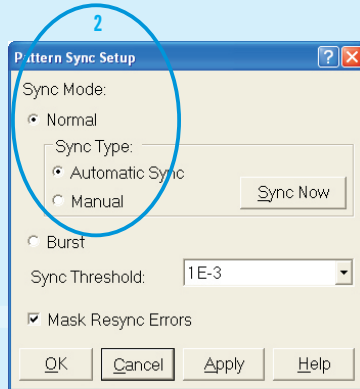 2
Pattern Sync Setup
Sync Mode:
Normal
Sync Type:
Automatic Sync
Manual
Sync Now
Burst
Sync Threshold: 1E-3
Mask Resync Errors
OK Cancel Apply Help